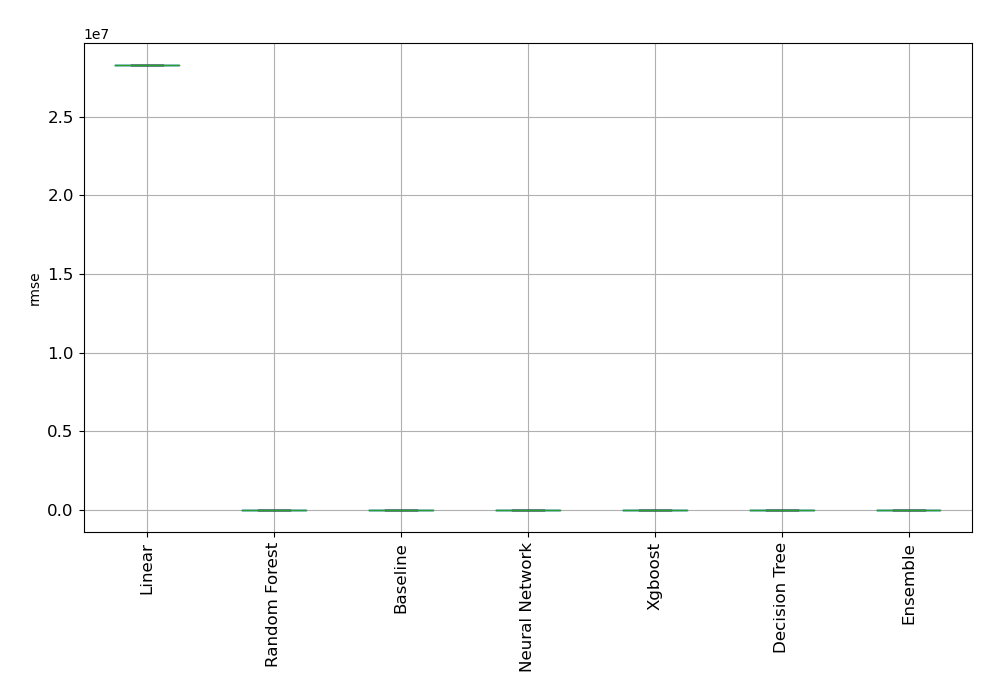 1e7
2.5
2.0
1.5
1.0
0.5
0.0
rmse
Linear
Random Forest
Baseline
Neural Network
Xgboost
Decision Tree
Ensemble